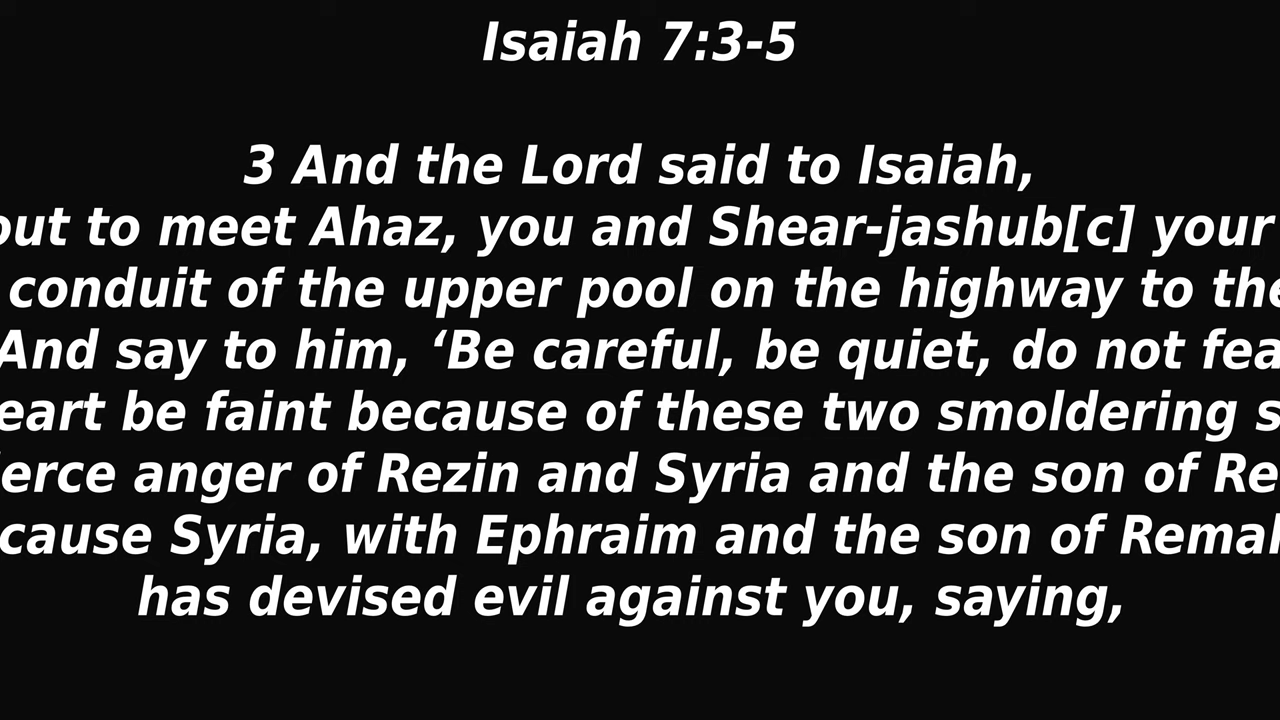 Isaiah 7:3-5
3 And the Lord said to Isaiah,
out to meet Ahaz, you and Shear-jashub[c] your
conduit of the upper pool on the highway to the
And say to him, ‘Be careful, be quiet, do not fea
eart be faint because of these two smoldering s
ierce anger of Rezin and Syria and the son of Re
cause Syria, with Ephraim and the son of Remal
has devised evil against you, saying,